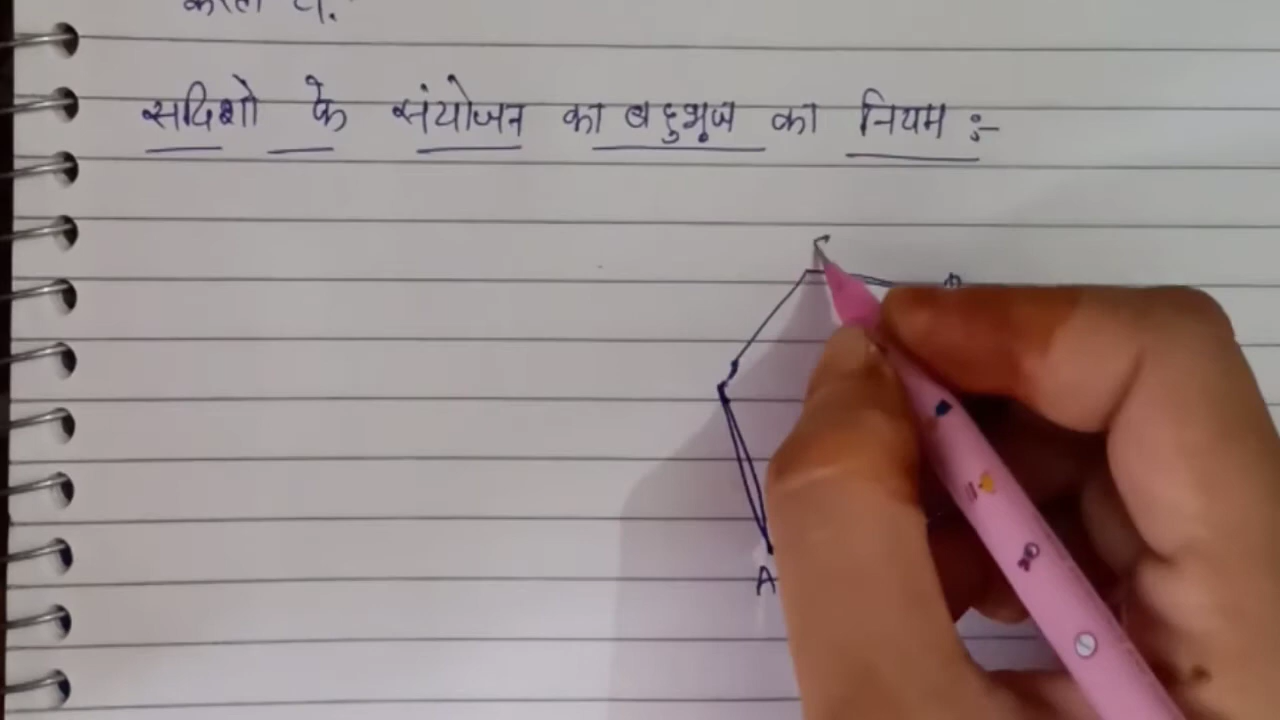 सदिशो के संयोजन का बहुभुज का नियम :-
A